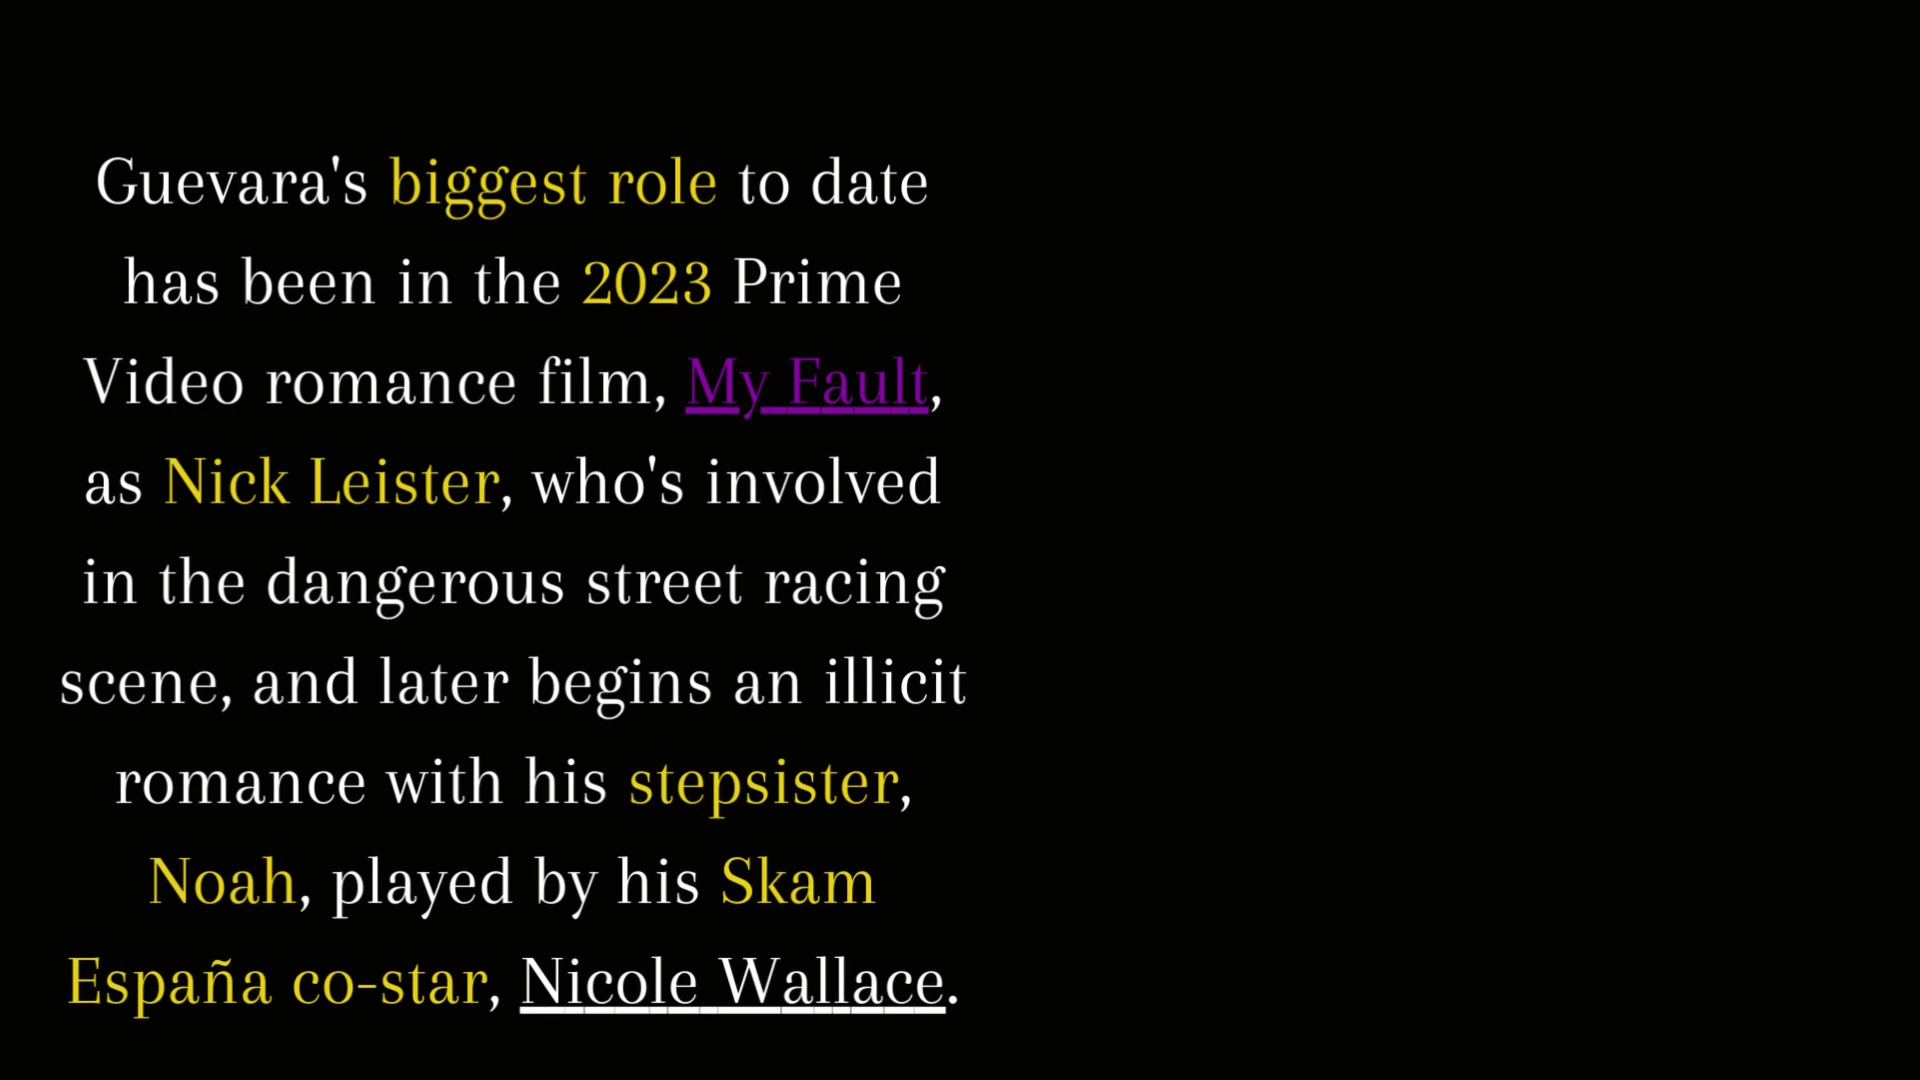 Guevara's biggest role to date
has been in the 2023 Prime
Video romance film, My Fault,
as Nick Leister, who's involved
in the dangerous street racing
scene, and later begins an illicit
romance with his stepsister,
Noah, played by his Skam
España co-star, Nicole Wallace.